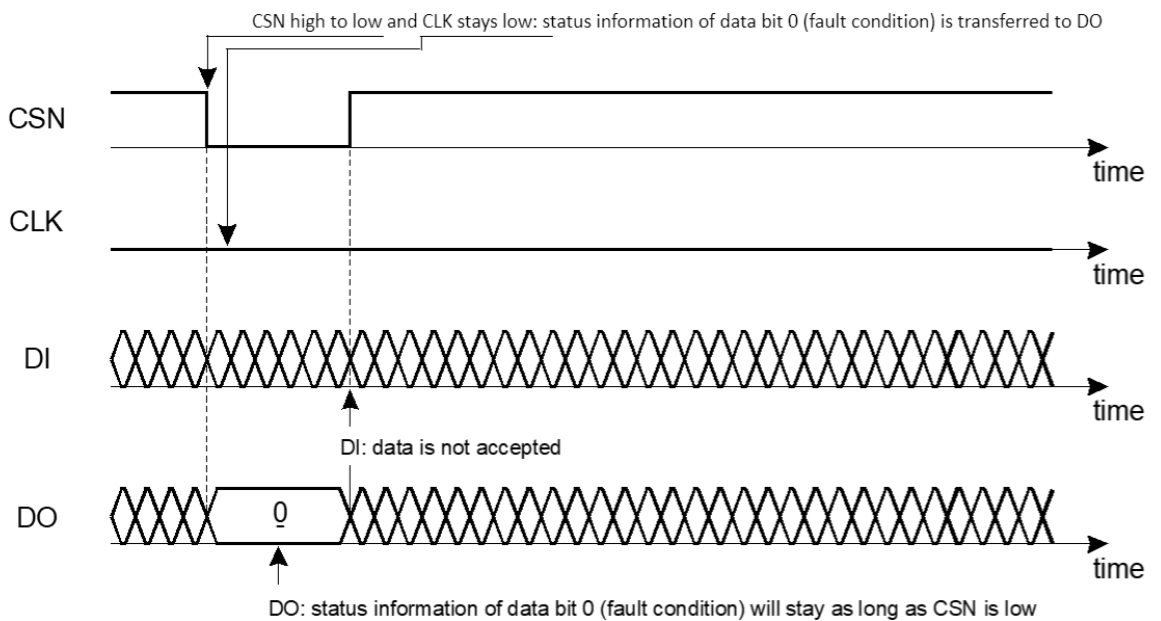 CSN high to low and CLK stays low: status information of data bit 0 (fault condition) is transferred to DO
CSN
time
CLK
time
DI
time
DI: data is not accepted
DO
0
time
DO: status information of data bit 0 (fault condition) will stay as long as CSN is low